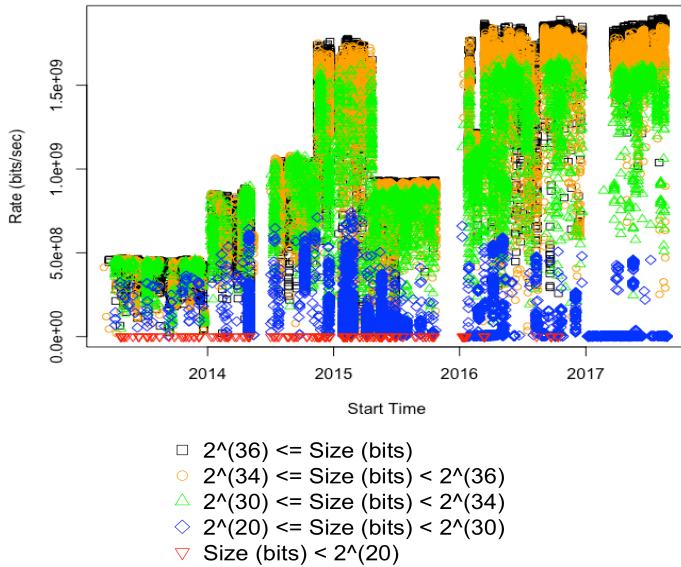 Rate (bits/sec)
1.5e+09
1.0e+09
5.0e+08
0.0e+00
2014 2015 2016 2017
Start Time
2^(36) <= Size (bits)
2^(34) <= Size (bits) < 2^(36)
2^(30) <= Size (bits) < 2^(34)
2^(20) <= Size (bits) < 2^(30)
Size (bits) < 2^(20)